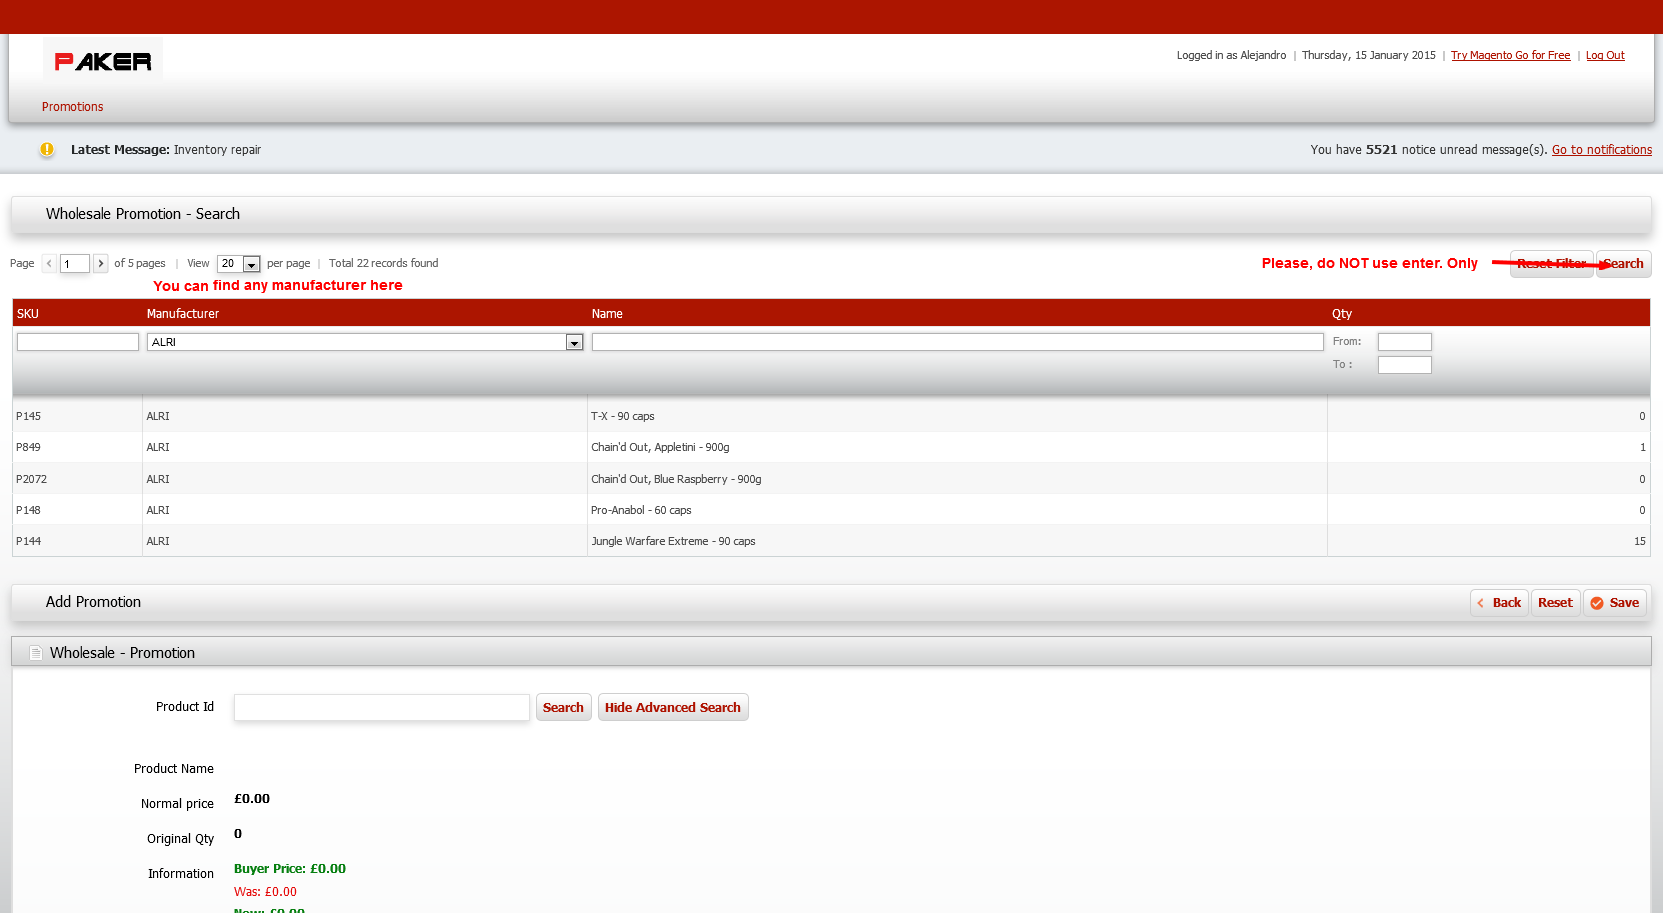 PAKER
Logged in as Alejandro | Thursday, 15 January 2015 | Try Magento Go for Free | Log Out
Promotions
Latest Message: Inventory repair
You have 5521 notice unread message(s). Go to notifications
Wholesale Promotion - Search
Page 1 of 5 pages | View 20 per page | Total 22 records found
Please, do NOT use enter. Only
Reset Filter
Search
You can find any manufacturer here
SKU Manufacturer Name Qty
ALRI
From:
To :
P145 ALRI T-X - 90 caps 0
P849 ALRI Chain'd Out, Appletini - 900g 1
P2072 ALRI Chain'd Out, Blue Raspberry - 900g 0
P148 ALRI Pro-Anabol - 60 caps 0
P144 ALRI Jungle Warfare Extreme - 90 caps 15
Add Promotion
Back Reset Save
Wholesale - Promotion
Product Id Search Hide Advanced Search
Product Name
Normal price £0.00
Original Qty 0
Information Buyer Price: £0.00
Was: £0.00
Now: £0.00